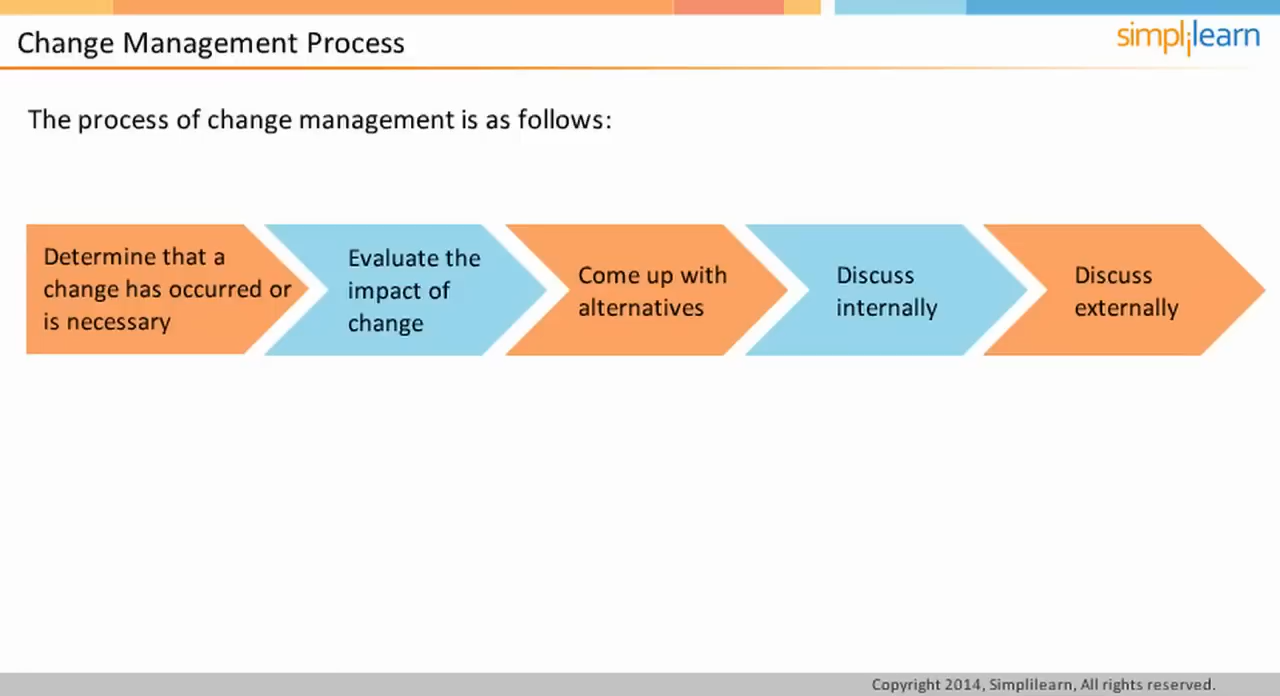 Change Management Process
simplilearn
The process of change management is as follows:
Determine that a
change has occurred or
is necessary
Evaluate the
impact of
change
Come up with
alternatives
Discuss
internally
Discuss
externally
Copyright 2014, Simplilearn, All rights reserved.